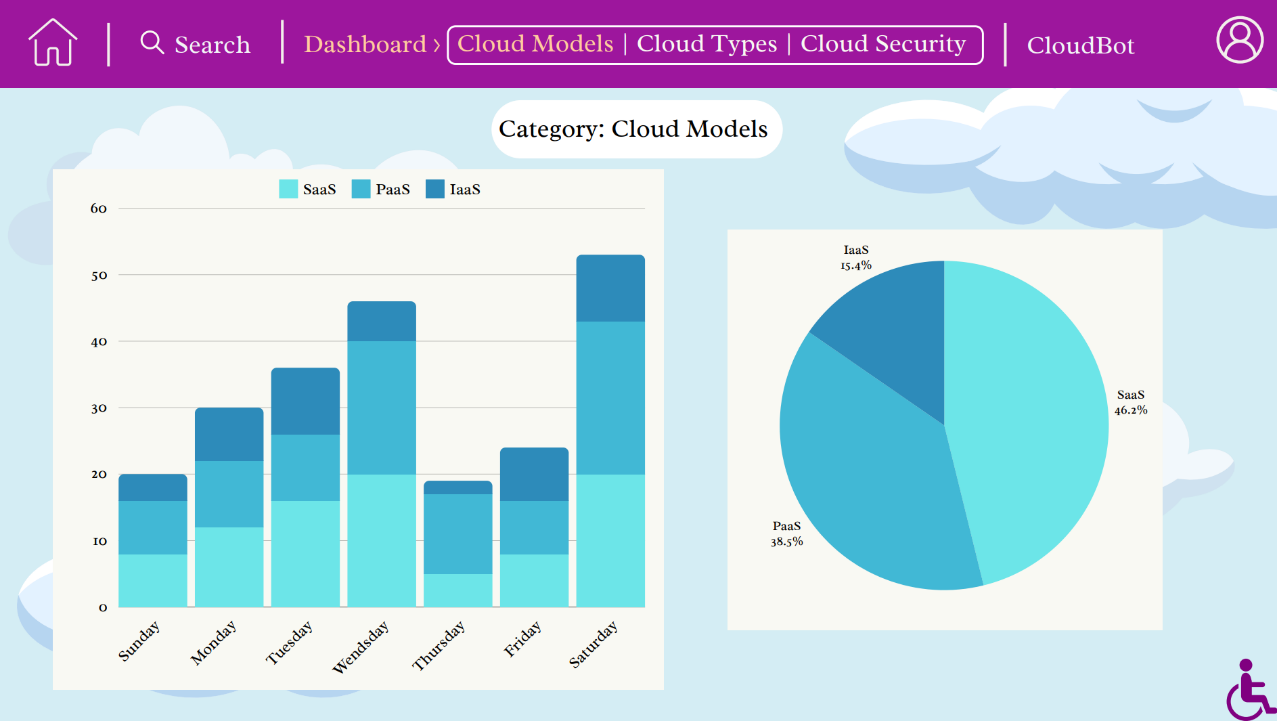 Search
Dashboard › Cloud Models | Cloud Types | Cloud Security
CloudBot
Category: Cloud Models
SaaS PaaS IaaS
60
50
40
30
20
10
0
Sunday Monday Tuesday Wendsday Thursday Friday Saturday
IaaS
15.4%
SaaS
46.2%
PaaS
38.5%